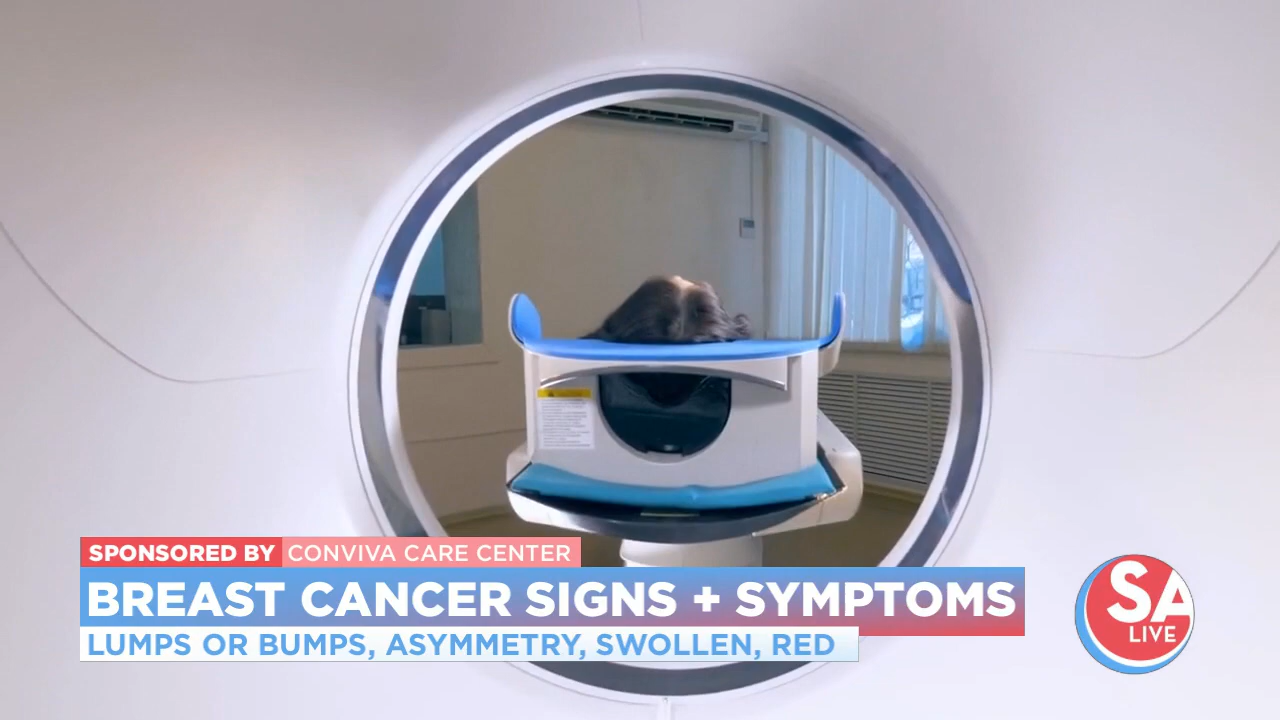 SPONSORED BY CONVIVA CARE CENTER
BREAST CANCER SIGNS + SYMPTOMS
LUMPS OR BUMPS, ASYMMETRY, SWOLLEN, RED
SA
LIVE